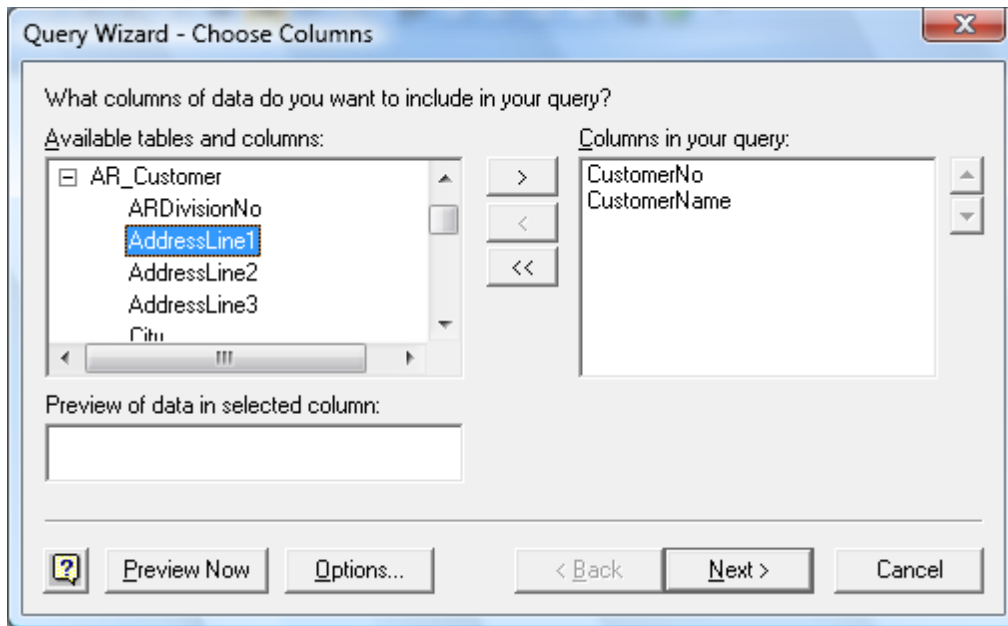 Query Wizard - Choose Columns
What columns of data do you want to include in your query?
Available tables and columns:
AR_Customer
ARDivisionNo
AddressLine1
AddressLine2
AddressLine3
City
>
<
<<
Columns in your query:
CustomerNo
CustomerName
Preview of data in selected column:
Preview Now
Options...
< Back
Next >
Cancel